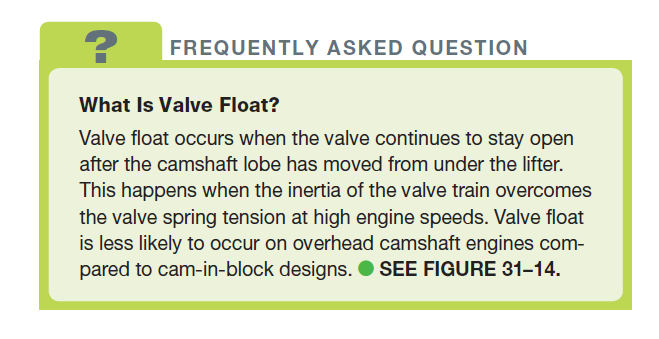 ?
FREQUENTLY ASKED QUESTION
What Is Valve Float?
Valve float occurs when the valve continues to stay open
after the camshaft lobe has moved from under the lifter.
This happens when the inertia of the valve train overcomes
the valve spring tension at high engine speeds. Valve float
is less likely to occur on overhead camshaft engines com-
pared to cam-in-block designs. ● SEE FIGURE 31–14.